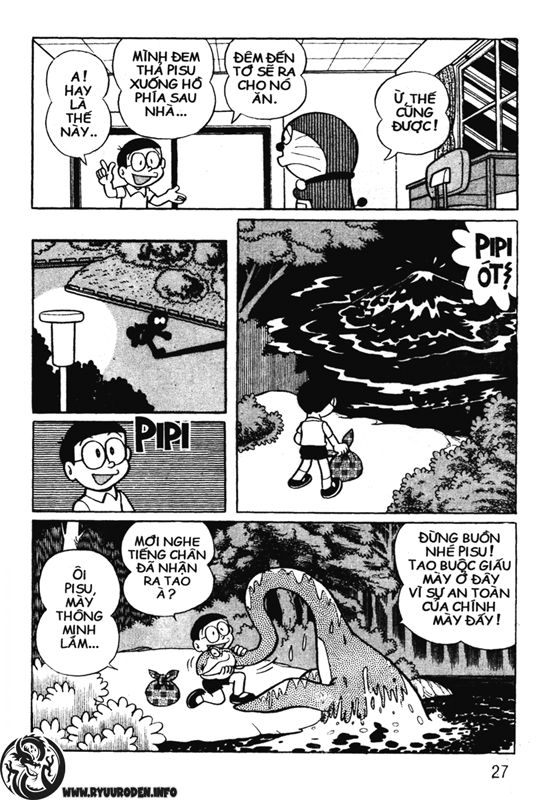 A!
HAY
LÀ
THẾ
NÀY..
MÌNH ĐEM
THẢ PISU
XUỐNG HỒ
PHÍA SAU
NHÀ...
ĐÊM ĐẾN
TỚ SẼ RA
CHO NÓ
ĂN.
Ừ, THẾ
CŨNG
ĐƯỢC!
PIPI
ỐT!
PIPI
ÔI
PISU,
MÀY
THÔNG
MINH
LẮM...
MỚI NGHE
TIẾNG CHÂN
ĐÃ NHẬN
RA TAO
À?
ĐỪNG BUỒN
NHÉ PISU!
TAO BUỘC GIẤU
MÀY Ở ĐÂY
VÌ SỰ AN TOÀN
CỦA CHÍNH
MÀY ĐẤY!
27
WWW.RYUURODEN.INFO